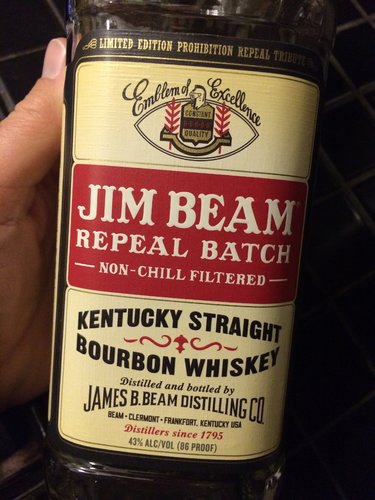 LIMITED EDITION PROHIBITION REPEAL TRIBUTE
Emblem of Excellence
CONSTANT
QUALITY
JIM BEAM®
REPEAL BATCH
NON-CHILL FILTERED
KENTUCKY STRAIGHT
BOURBON WHISKEY
Distilled and bottled by
JAMES B. BEAM DISTILLING CO.
BEAM • CLERMONT • FRANKFORT, KENTUCKY USA
Distillers since 1795
43% ALC/VOL (86 PROOF)